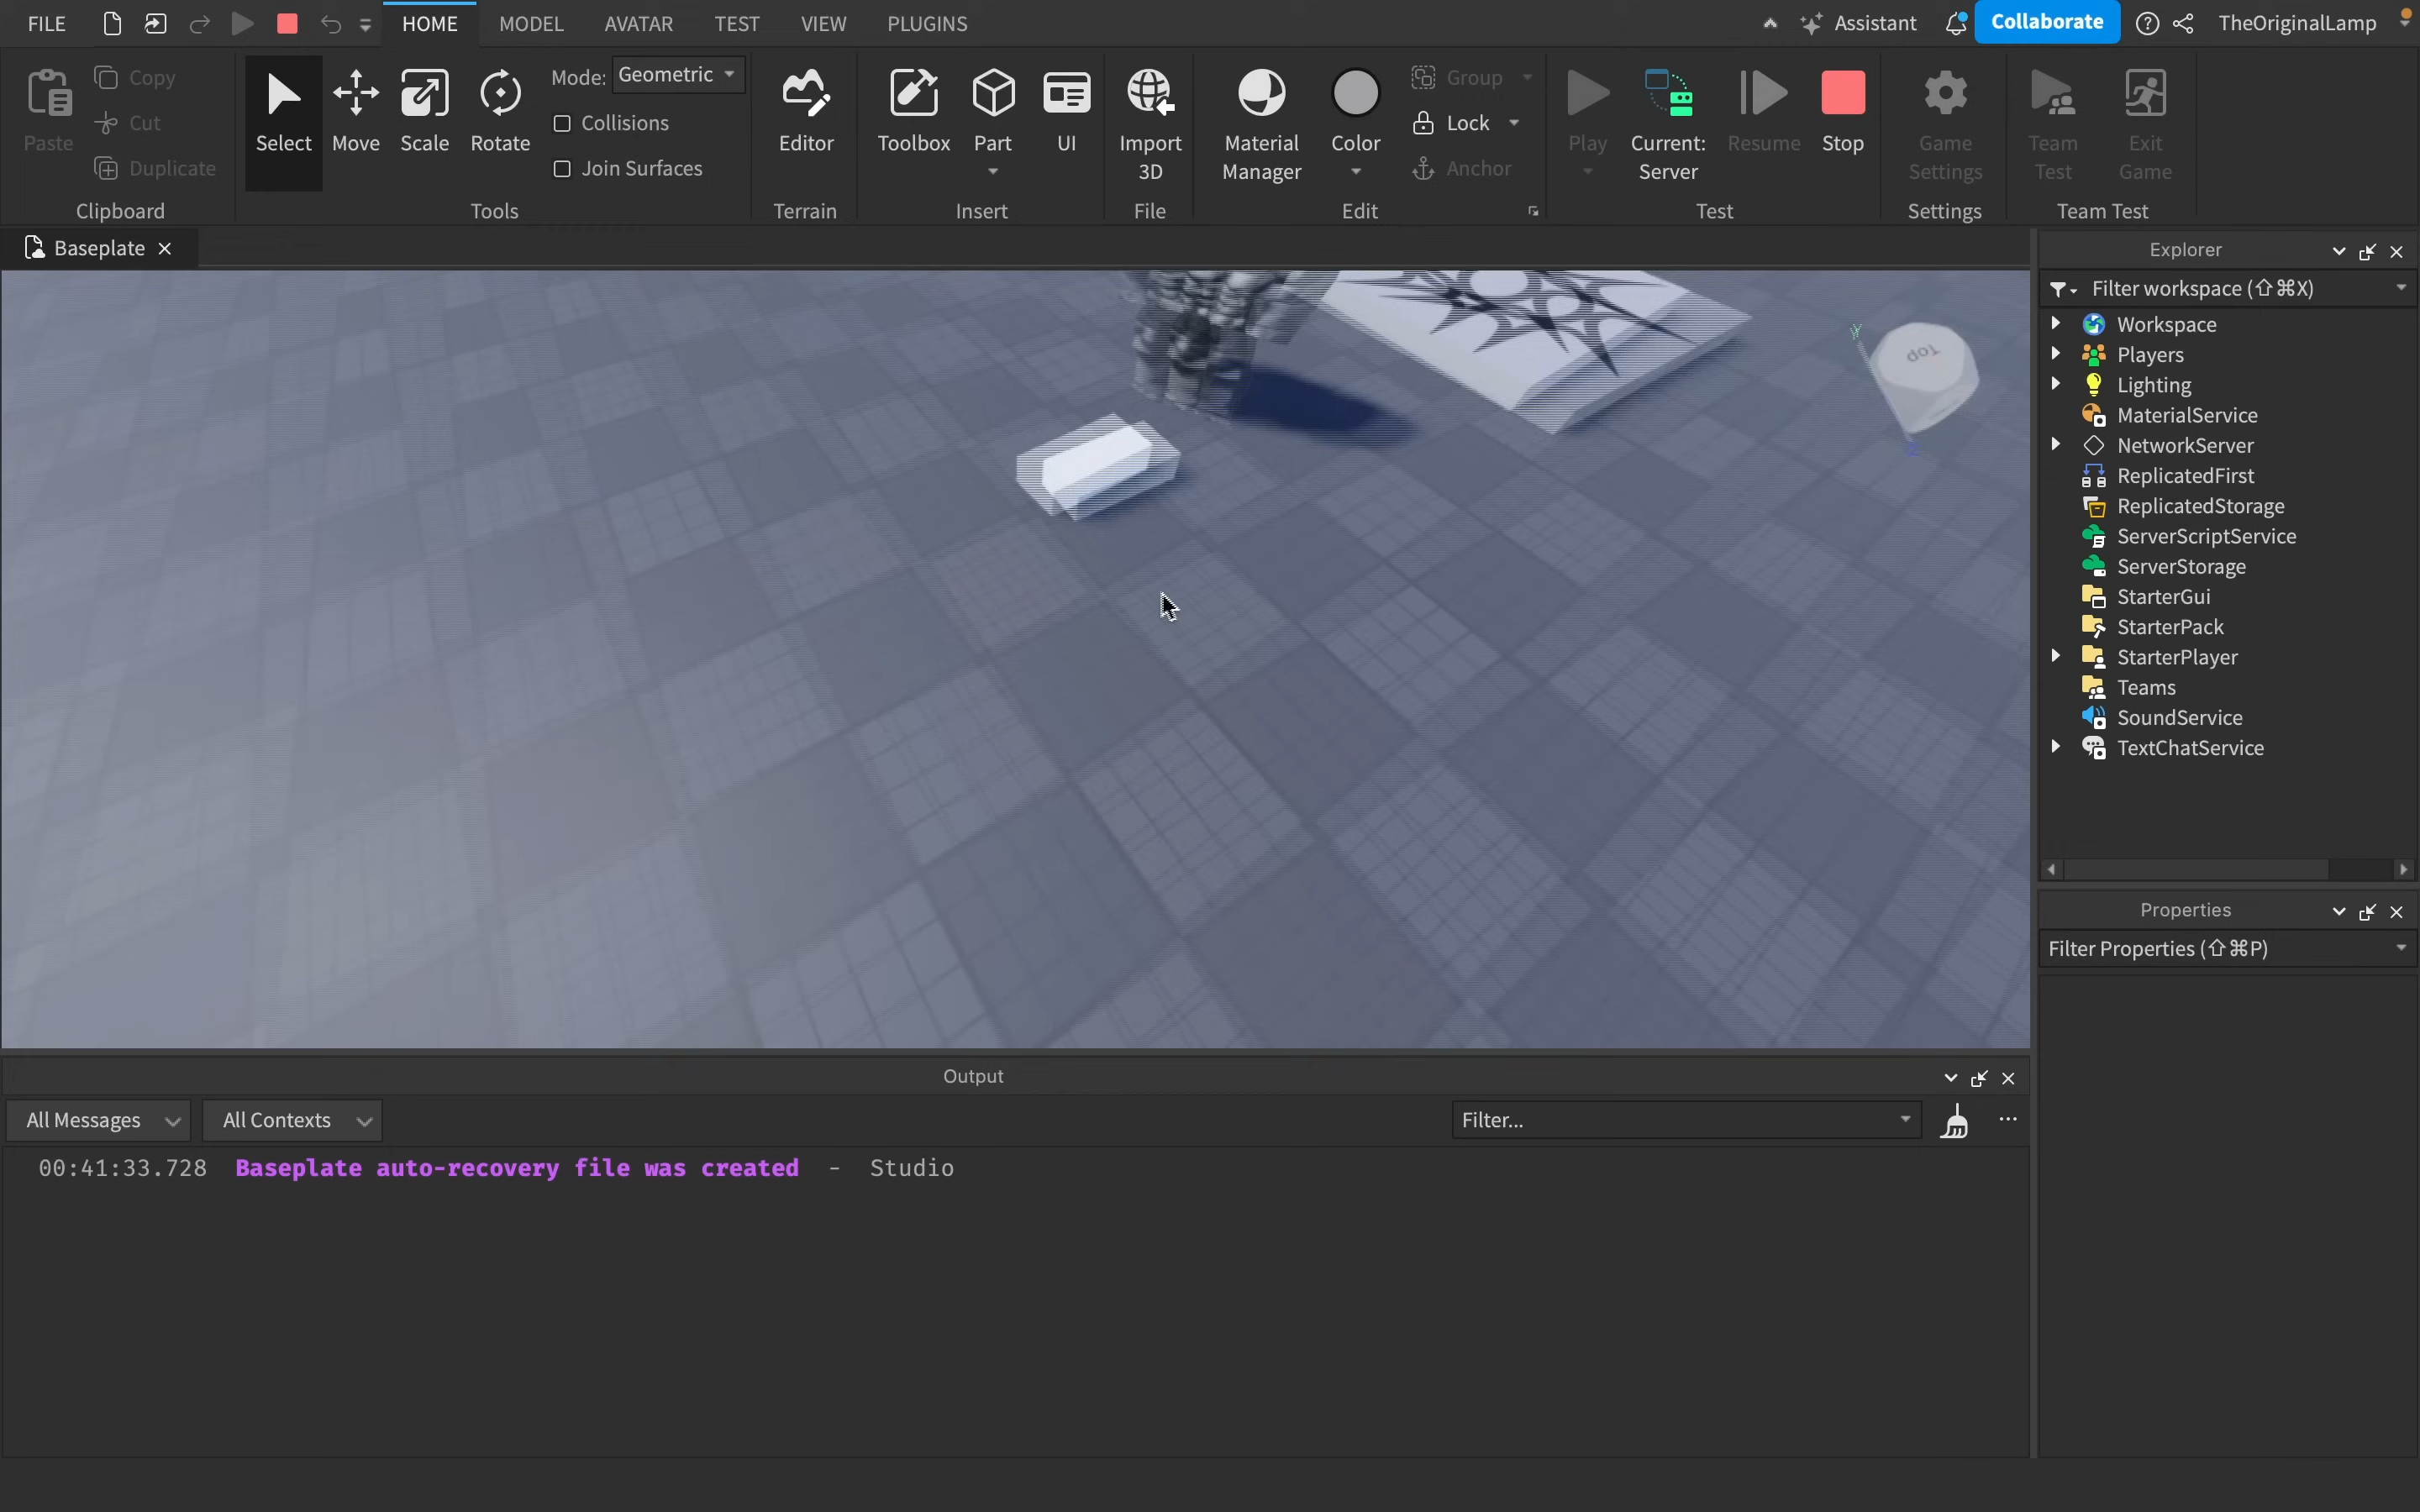 FILE HOME MODEL AVATAR TEST VIEW PLUGINS Assistant Collaborate TheOriginalLamp
Paste
Copy
Cut
Duplicate
Clipboard
Select Move Scale Rotate
Mode: Geometric
Collisions
Join Surfaces
Tools
Editor
Terrain
Toolbox Part UI
Insert
Import
3D
File
Material
Manager
Color
Group
Lock
Anchor
Edit
Play
Current:
Server
Resume Stop
Test
Game
Settings
Settings
Team
Test
Exit
Game
Team Test
Baseplate
Top
Y
Z
Explorer
Filter workspace (⇧⌘X)
Workspace
Players
Lighting
MaterialService
NetworkServer
ReplicatedFirst
ReplicatedStorage
ServerScriptService
ServerStorage
StarterGui
StarterPack
StarterPlayer
Teams
SoundService
TextChatService
Properties
Filter Properties (⇧⌘P)
Output
All Messages All Contexts Filter...
00:41:33.728 Baseplate auto-recovery file was created - Studio